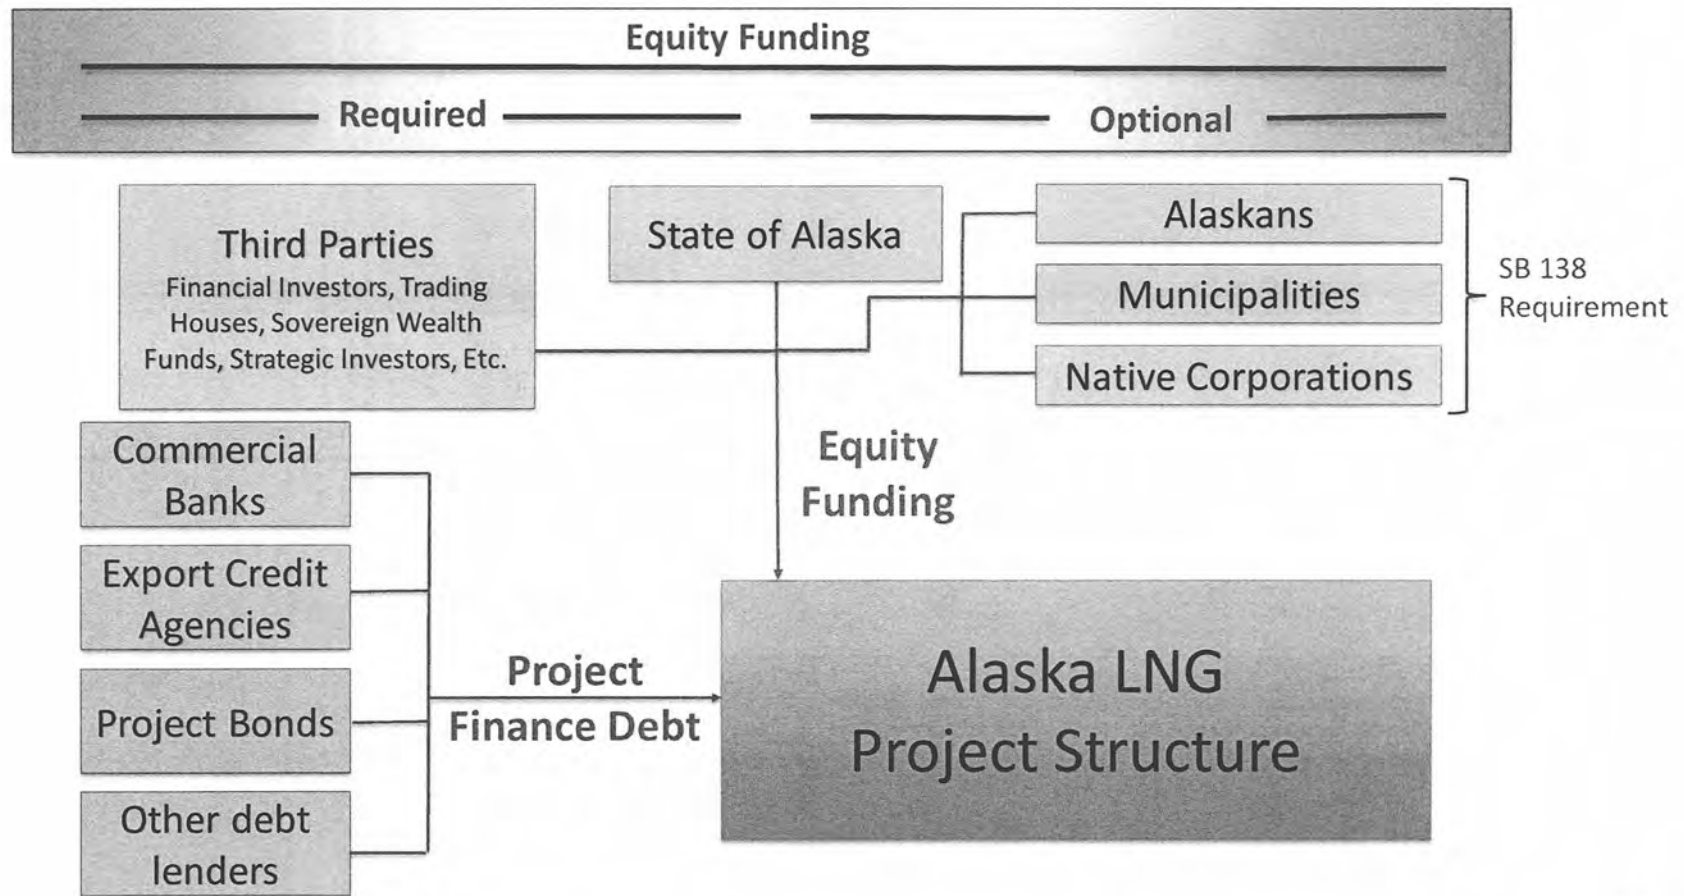 Equity Funding
Required
Optional
Third Parties
Financial Investors, Trading
Houses, Sovereign Wealth
Funds, Strategic Investors, Etc.
State of Alaska
Alaskans
Municipalities
Native Corporations
SB 138
Requirement
Equity
Funding
Commercial
Banks
Export Credit
Agencies
Project Bonds
Other debt
lenders
Project
Finance Debt
Alaska LNG
Project Structure